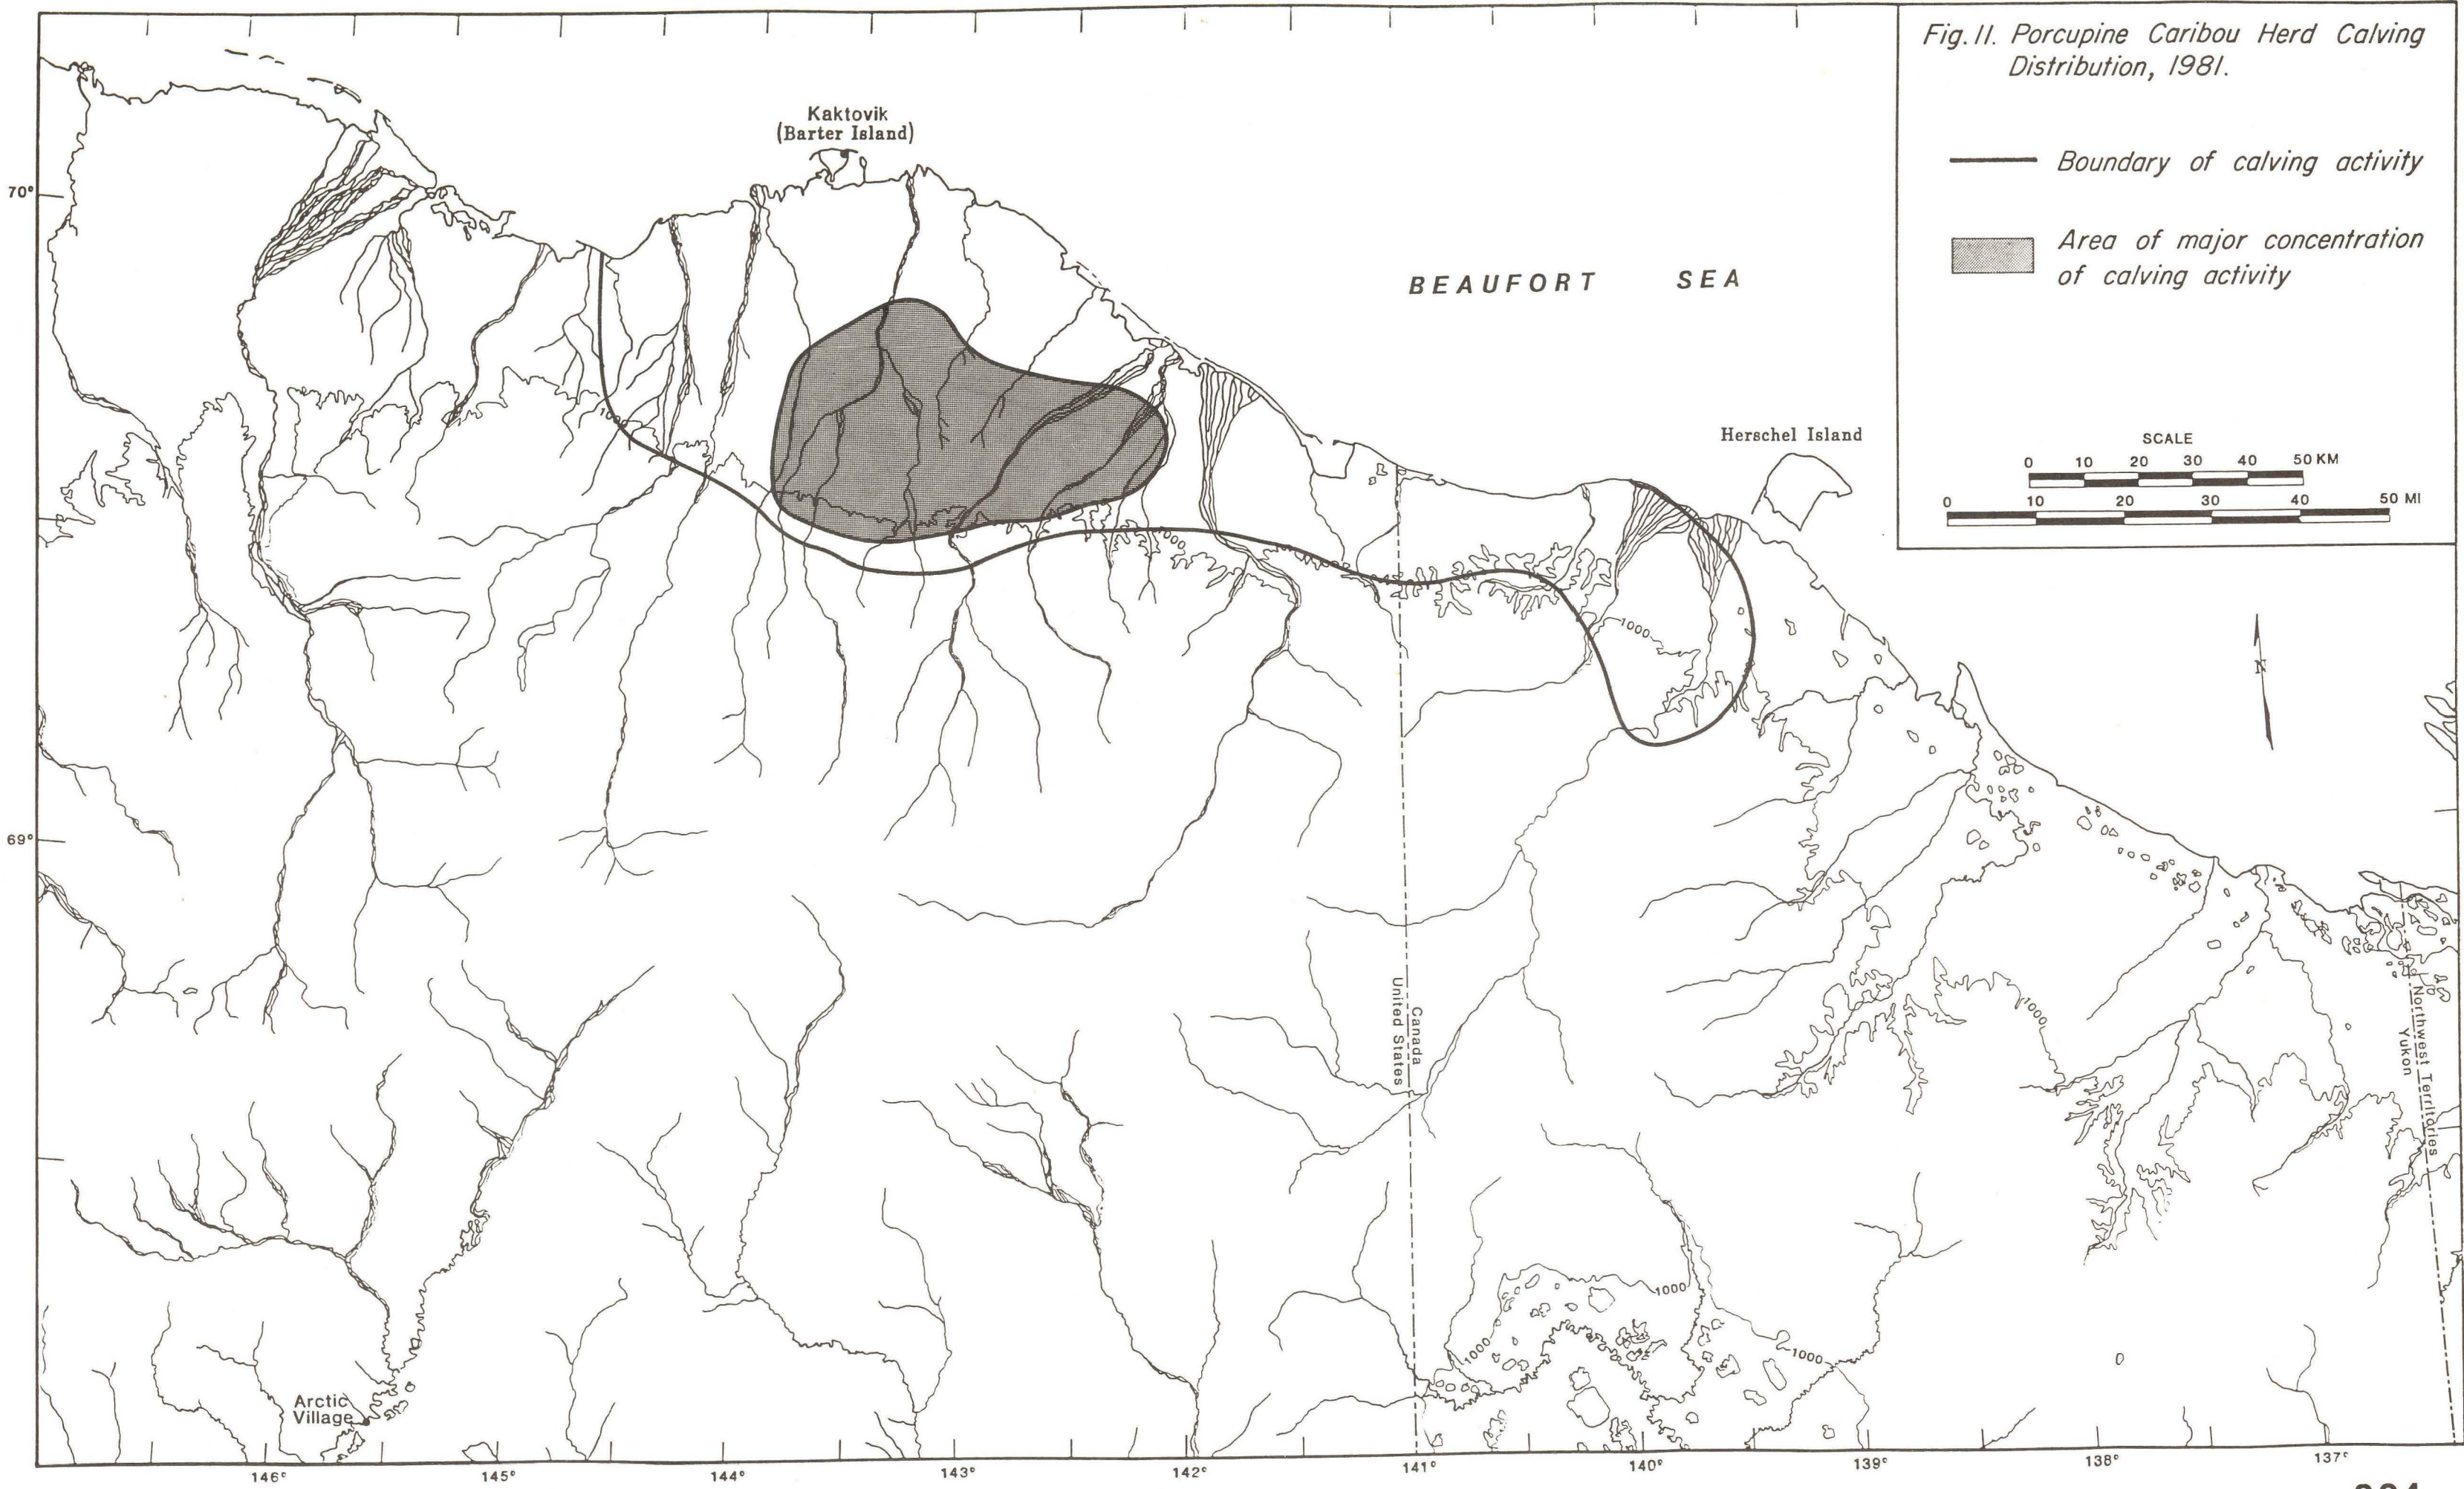 Fig. 11. Porcupine Caribou Herd Calving
Distribution, 1981.
Boundary of calving activity
Area of major concentration
of calving activity
SCALE
0 10 20 30 40 50 KM
0 10 20 30 40 50 MI
Kaktovik
(Barter Island)
70°
BEAUFORT SEA
Herschel Island
1000
1000
N
69°
United States
Canada
1000
Northwest Territories
Yukon
1000
1000
1000
Arctic
Village
146° 145° 144° 143° 142° 141° 140° 139° 138° 137°